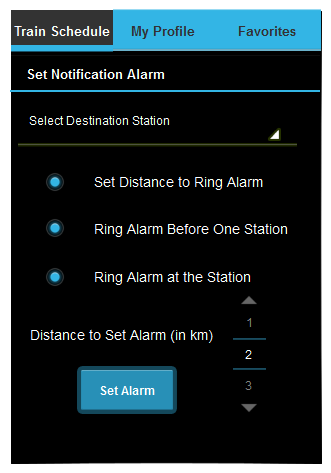 Train Schedule My Profile Favorites
Set Notification Alarm
Select Destination Station
Set Distance to Ring Alarm
Ring Alarm Before One Station
Ring Alarm at the Station
1
Distance to Set Alarm (in km)
2
3
Set Alarm